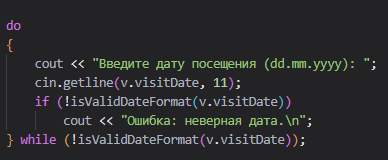 do
{
cout << "Введите дату посещения (dd.mm.yyyy): ";
cin.getline(v.visitDate, 11);
if (!isValidDateFormat(v.visitDate))
cout << "Ошибка: неверная дата.\n";
} while (!isValidDateFormat(v.visitDate));